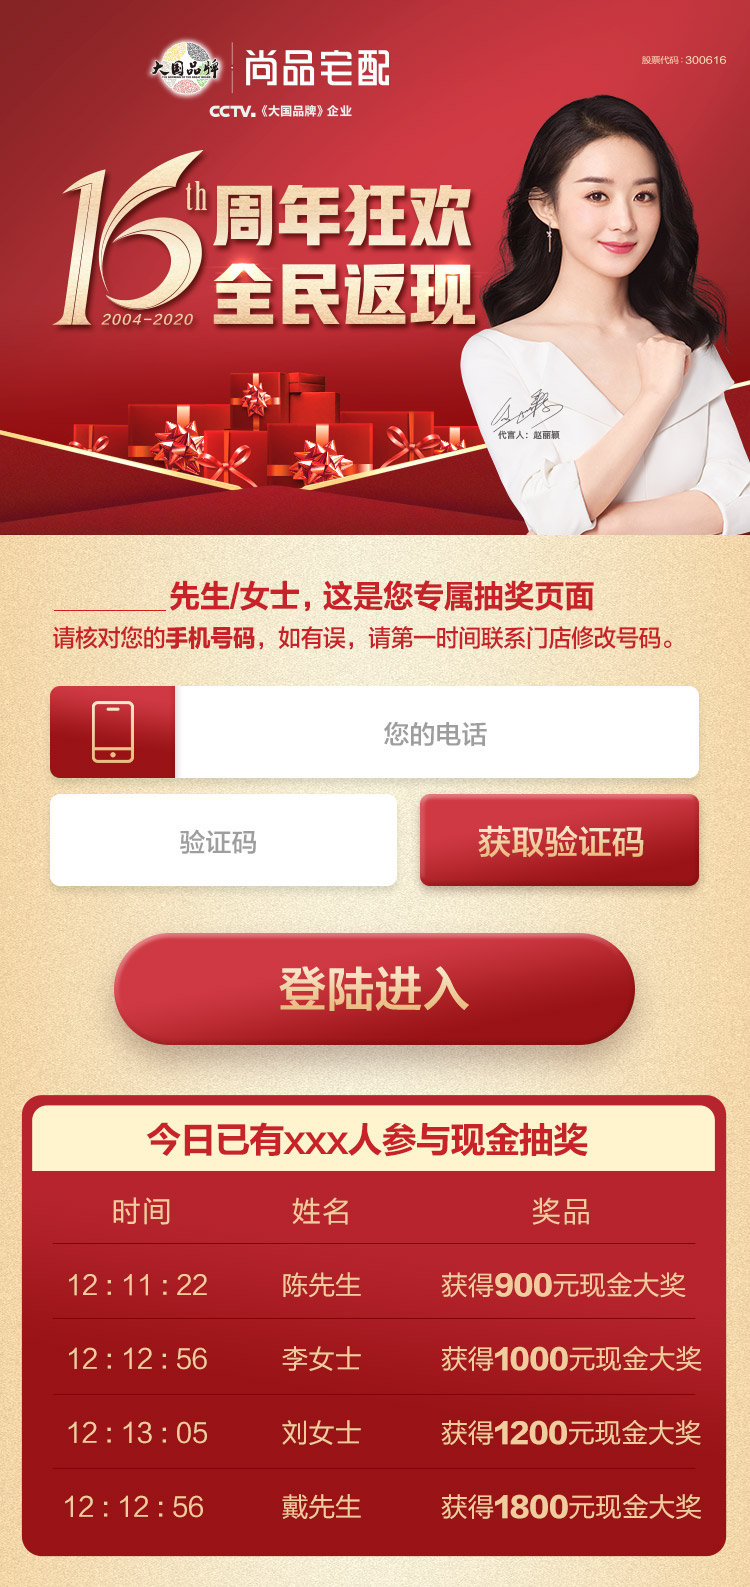 大国品牌 尚品宅配
股票代码：300616
CCTV.《大国品牌》企业
16th周年狂欢
全民返现
2004-2020
代言人：赵丽颖
________先生/女士，这是您专属抽奖页面
请核对您的手机号码，如有误，请第一时间联系门店修改号码。
您的电话
验证码 获取验证码
登陆进入
今日已有xxx人参与现金抽奖
时间 姓名 奖品
12 : 11 : 22 陈先生 获得900元现金大奖
12 : 12 : 56 李女士 获得1000元现金大奖
12 : 13 : 05 刘女士 获得1200元现金大奖
12 : 12 : 56 戴先生 获得1800元现金大奖